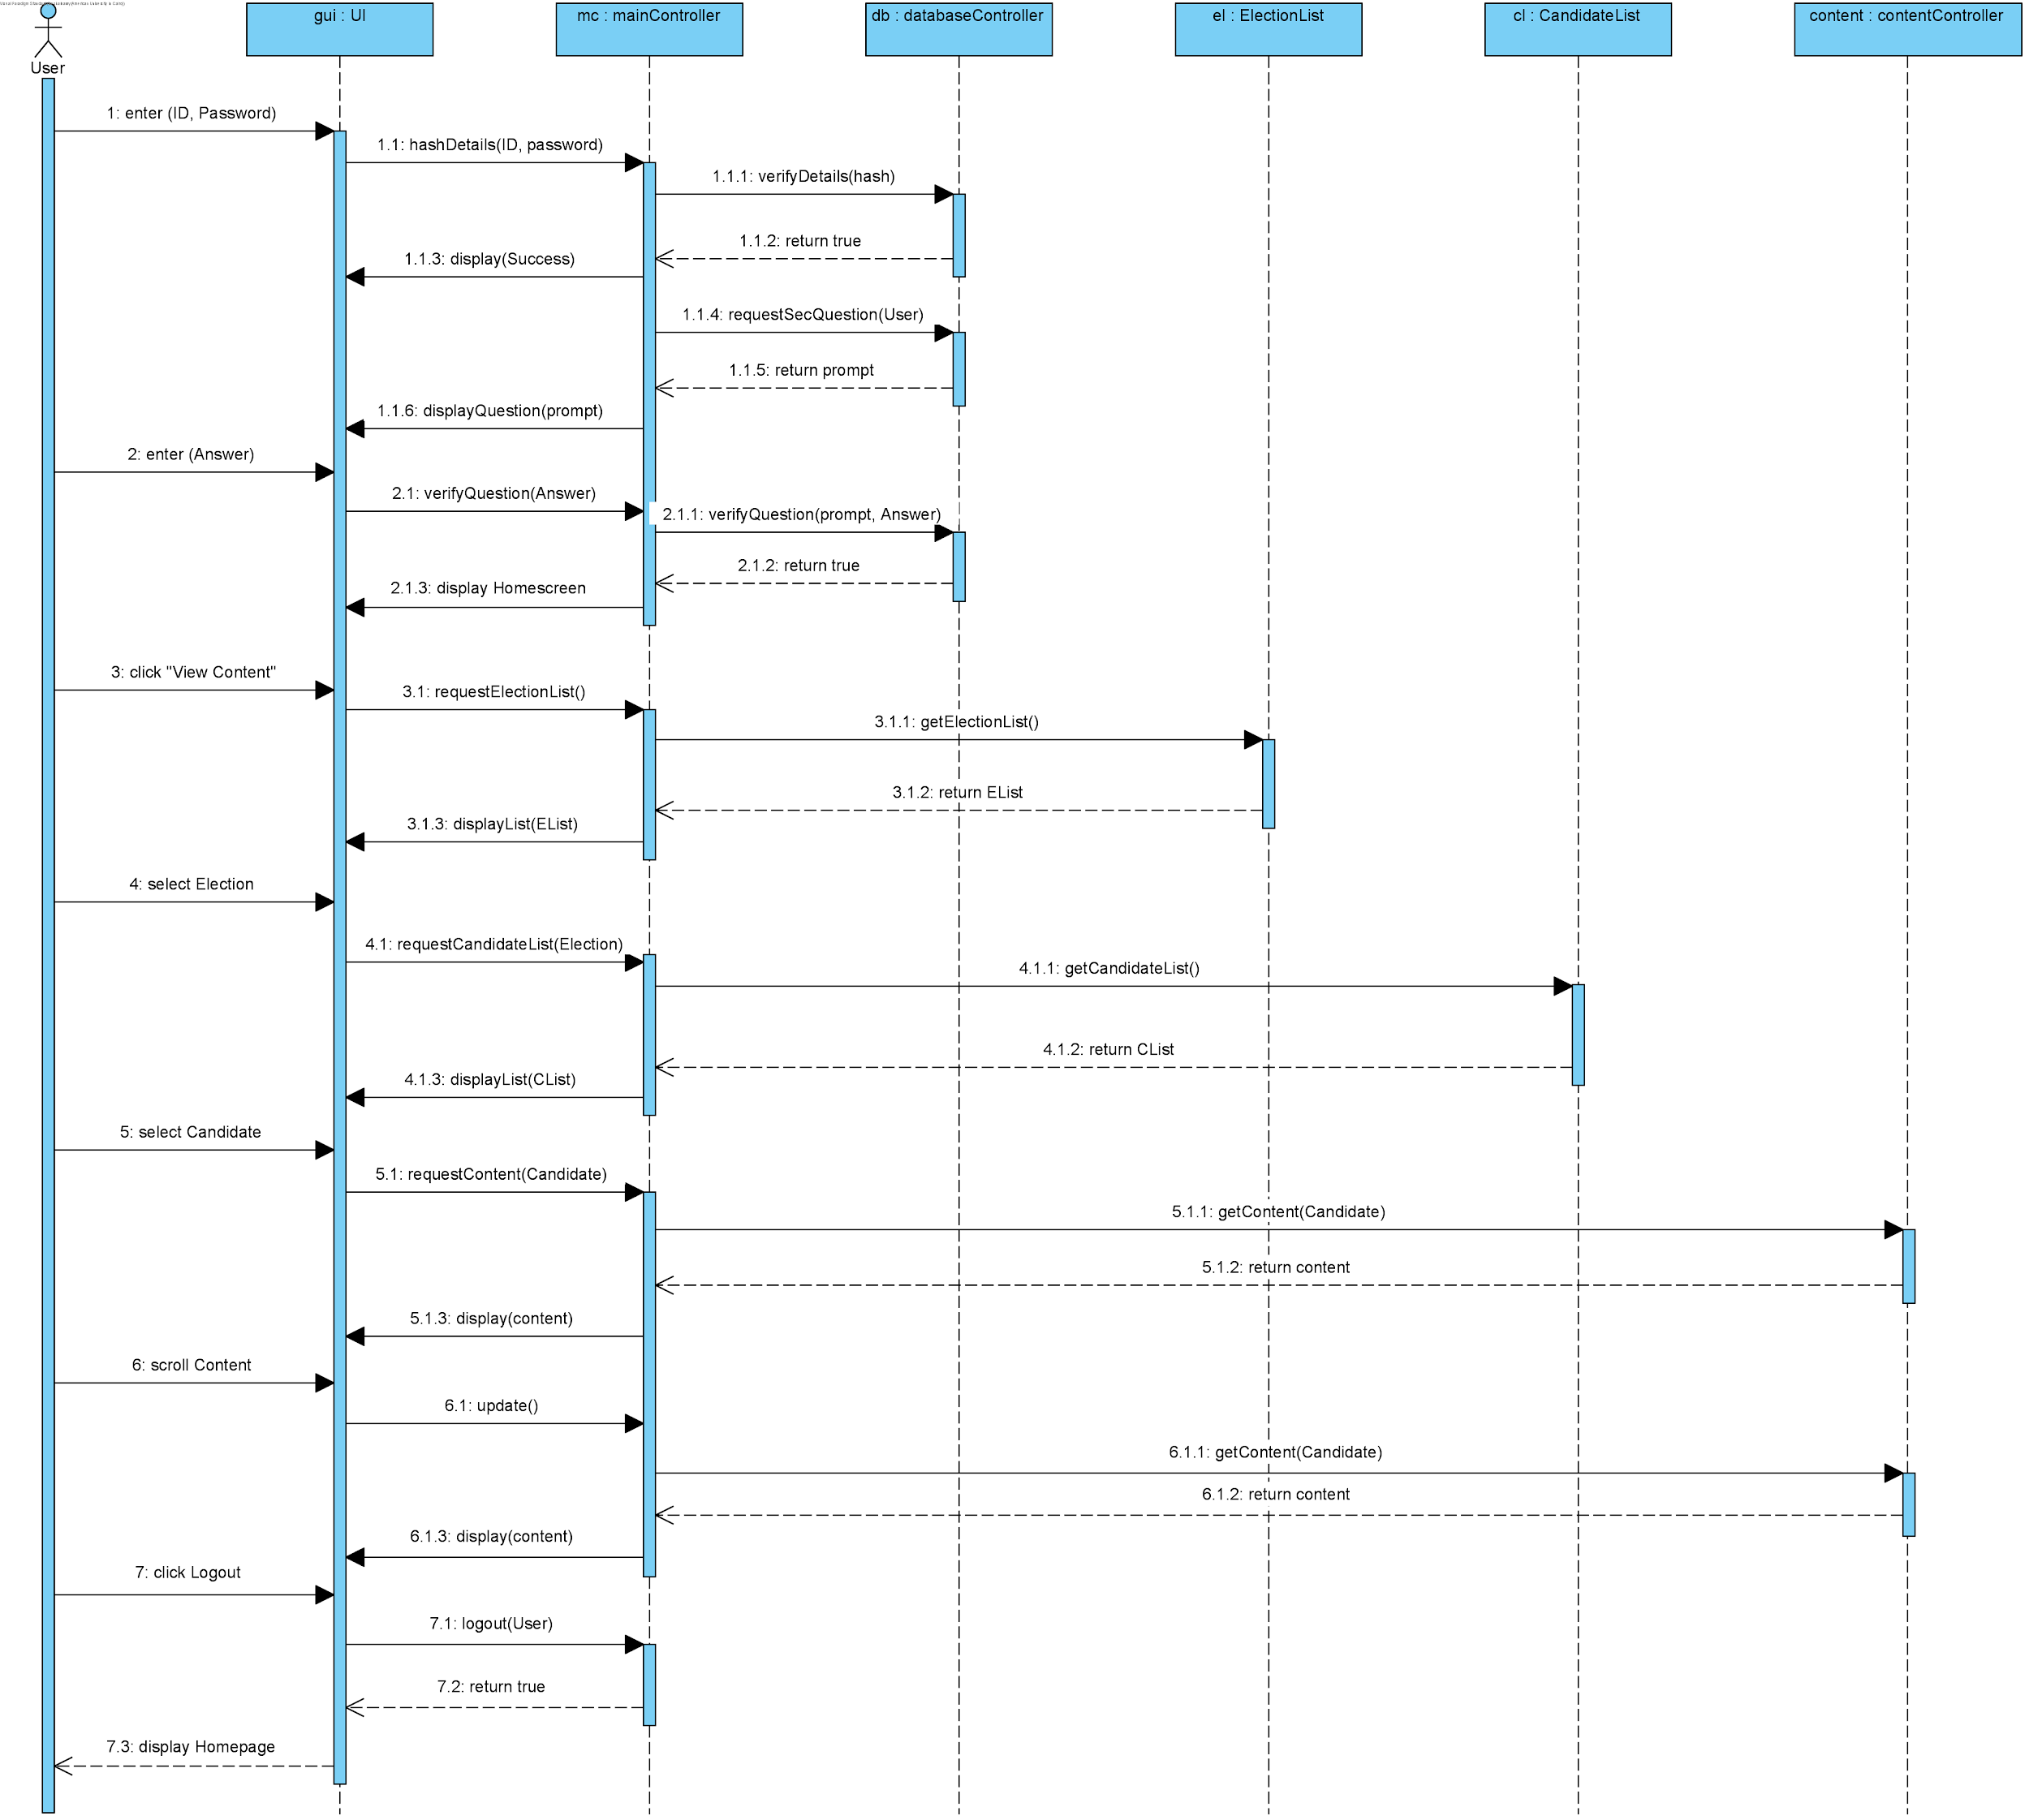 gui : UI
mc : mainController
db : databaseController
el : ElectionList
cl : CandidateList
content : contentController
User
1: enter (ID, Password)
1.1: hashDetails(ID, password)
1.1.1: verifyDetails(hash)
1.1.2: return true
1.1.3: display(Success)
1.1.4: requestSecQuestion(User)
1.1.5: return prompt
1.1.6: displayQuestion(prompt)
2: enter (Answer)
2.1: verifyQuestion(Answer)
2.1.1: verifyQuestion(prompt, Answer)
2.1.2: return true
2.1.3: display Homescreen
3: click "View Content"
3.1: requestElectionList()
3.1.1: getElectionList()
3.1.2: return EList
3.1.3: displayList(EList)
4: select Election
4.1: requestCandidateList(Election)
4.1.1: getCandidateList()
4.1.2: return CList
4.1.3: displayList(CList)
5: select Candidate
5.1: requestContent(Candidate)
5.1.1: getContent(Candidate)
5.1.2: return content
5.1.3: display(content)
6: scroll Content
6.1: update()
6.1.1: getContent(Candidate)
6.1.2: return content
6.1.3: display(content)
7: click Logout
7.1: logout(User)
7.2: return true
7.3: display Homepage